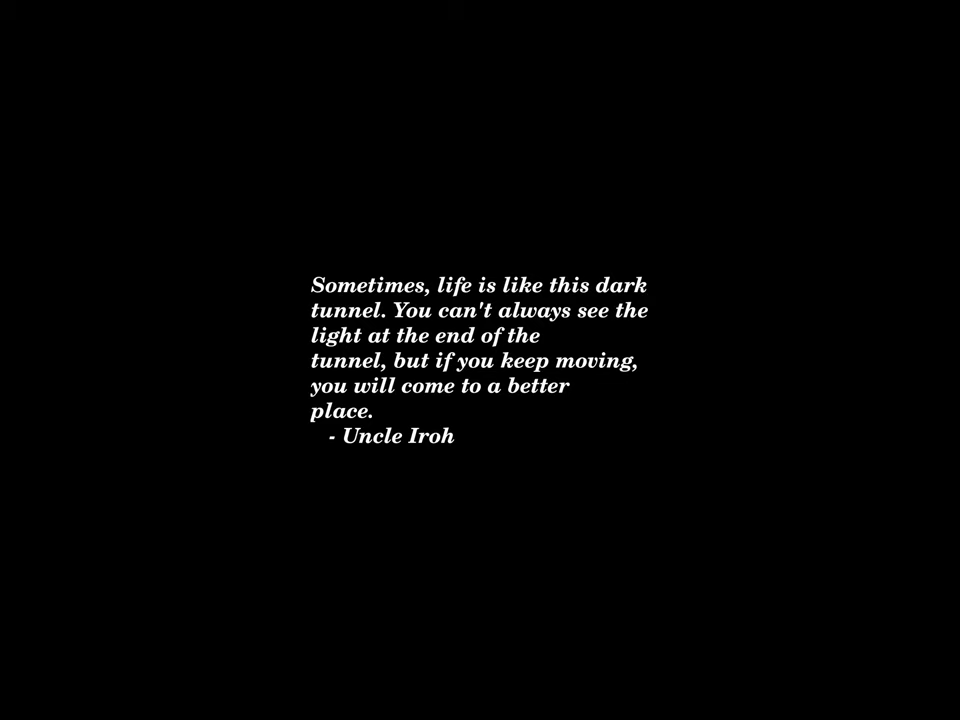 Sometimes, life is like this dark
tunnel. You can't always see the
light at the end of the
tunnel, but if you keep moving,
you will come to a better
place.
- Uncle Iroh